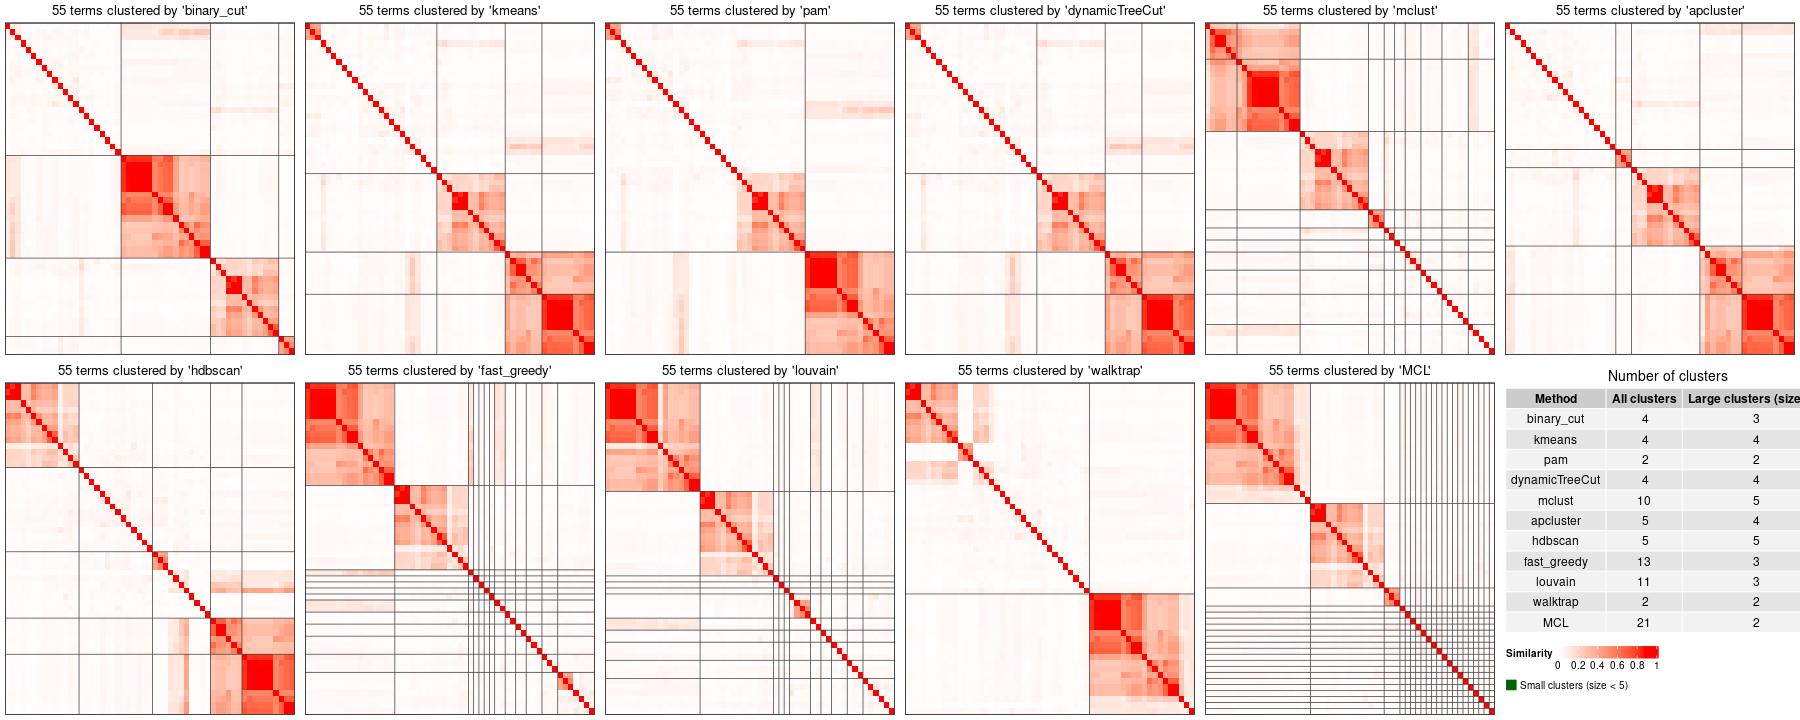 55 terms clustered by 'binary_cut'
55 terms clustered by 'kmeans'
55 terms clustered by 'pam'
55 terms clustered by 'dynamicTreeCut'
55 terms clustered by 'mclust'
55 terms clustered by 'apcluster'
55 terms clustered by 'hdbscan'
55 terms clustered by 'fast_greedy'
55 terms clustered by 'louvain'
55 terms clustered by 'walktrap'
55 terms clustered by 'MCL'
Number of clusters
Method All clusters Large clusters (size
binary_cut 4 3
kmeans 4 4
pam 2 2
dynamicTreeCut 4 4
mclust 10 5
apcluster 5 4
hdbscan 5 5
fast_greedy 13 3
louvain 11 3
walktrap 2 2
MCL 21 2
Similarity
0 0.2 0.4 0.6 0.8 1
Small clusters (size < 5)